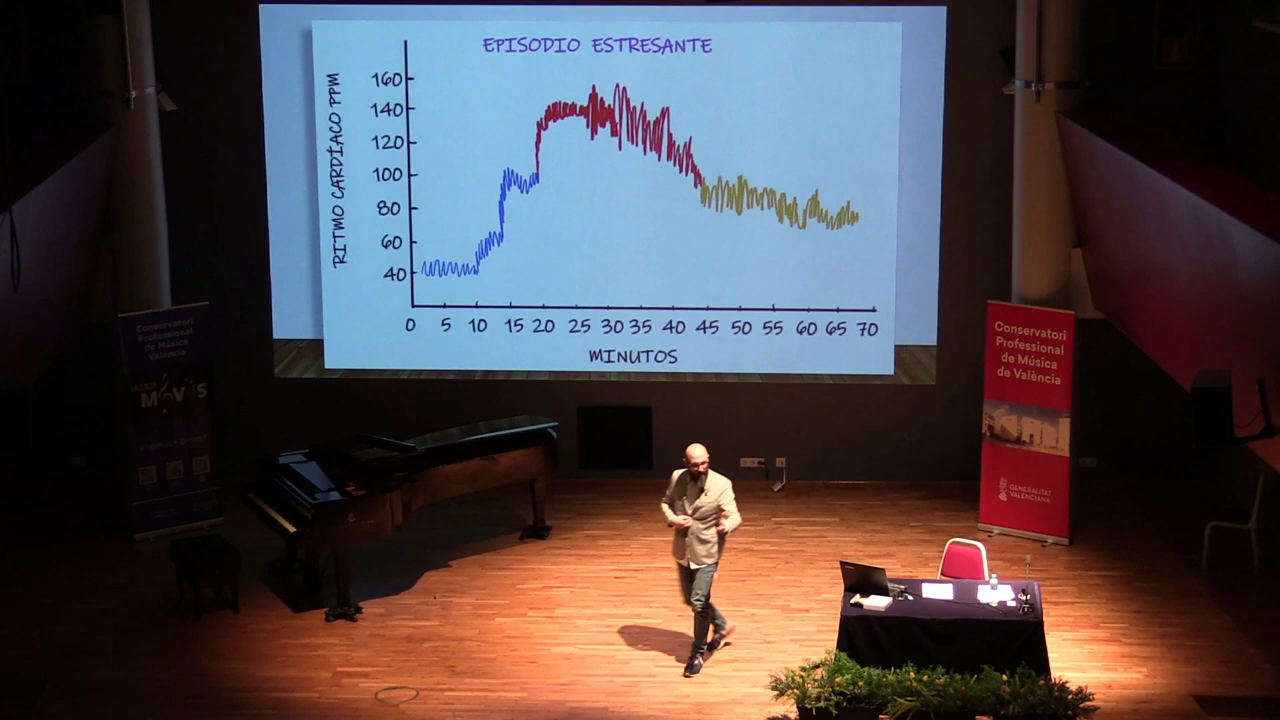 EPISODIO ESTRESANTE
RITMO CARDÍACO PPM
160
140
120
100
80
60
40
0 5 10 15 20 25 30 35 40 45 50 55 60 65 70
MINUTOS
Conservatori
Professional
de Música
València
Conservatori
Professional
de Música
de València
GENERALITAT
VALENCIANA